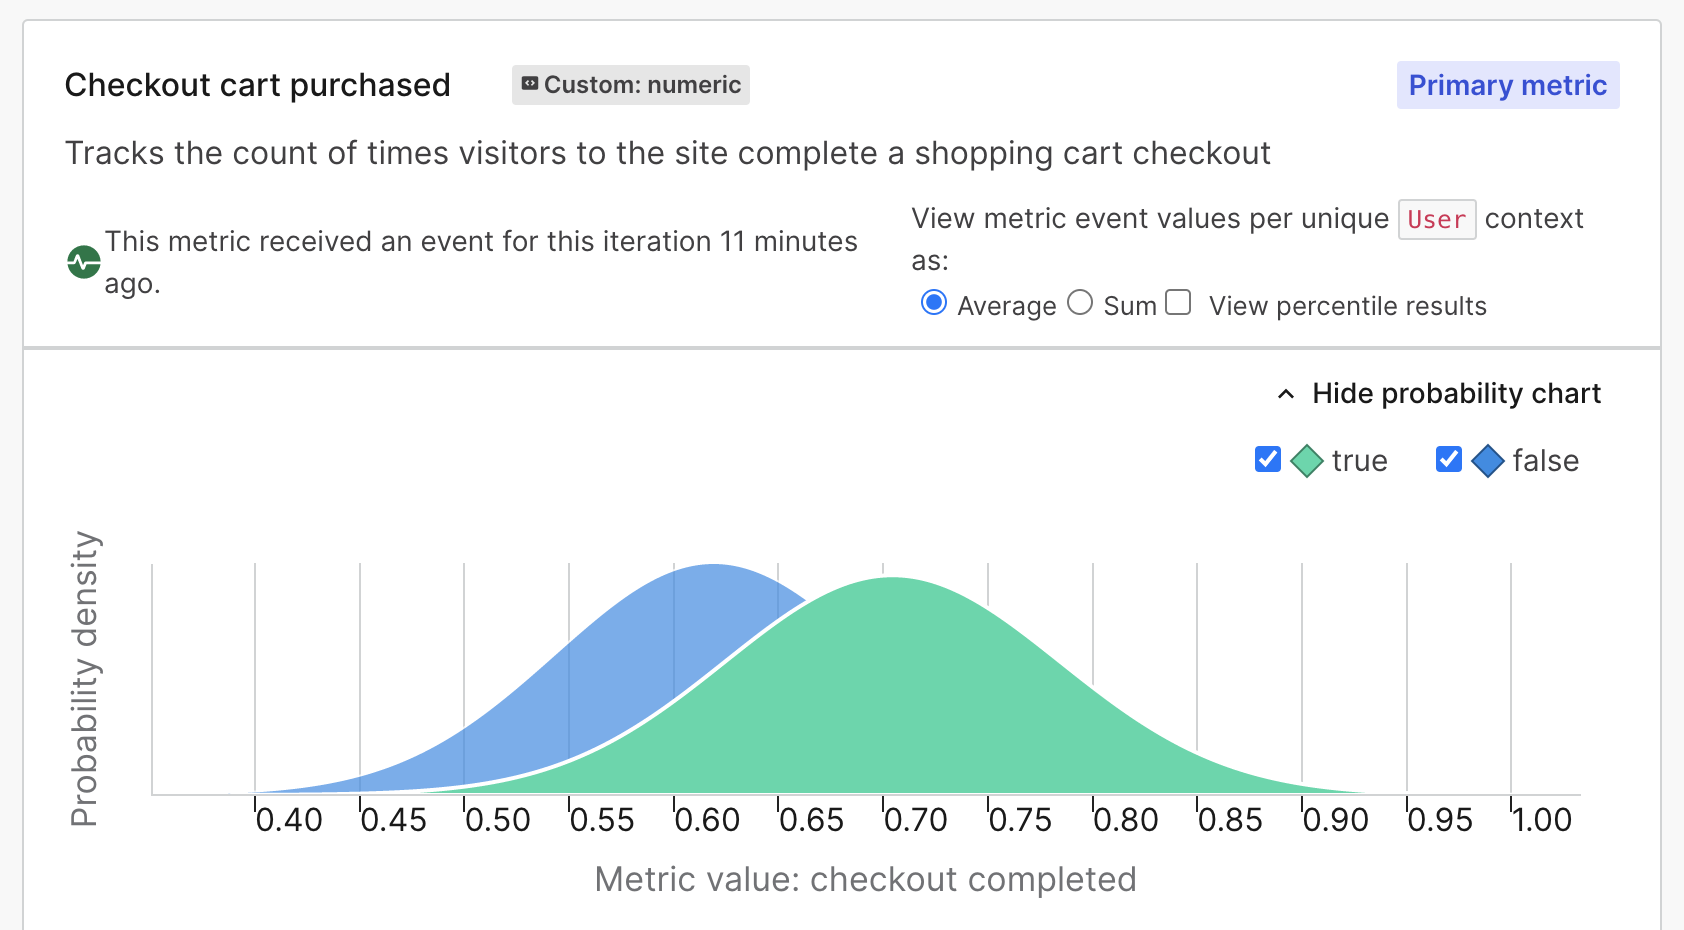 Checkout cart purchased
Custom: numeric
Primary metric
Tracks the count of times visitors to the site complete a shopping cart checkout
This metric received an event for this iteration 11 minutes
ago.
View metric event values per unique User context
as:
Average Sum View percentile results
Hide probability chart
true false
Probability density
0.40 0.45 0.50 0.55 0.60 0.65 0.70 0.75 0.80 0.85 0.90 0.95 1.00
Metric value: checkout completed